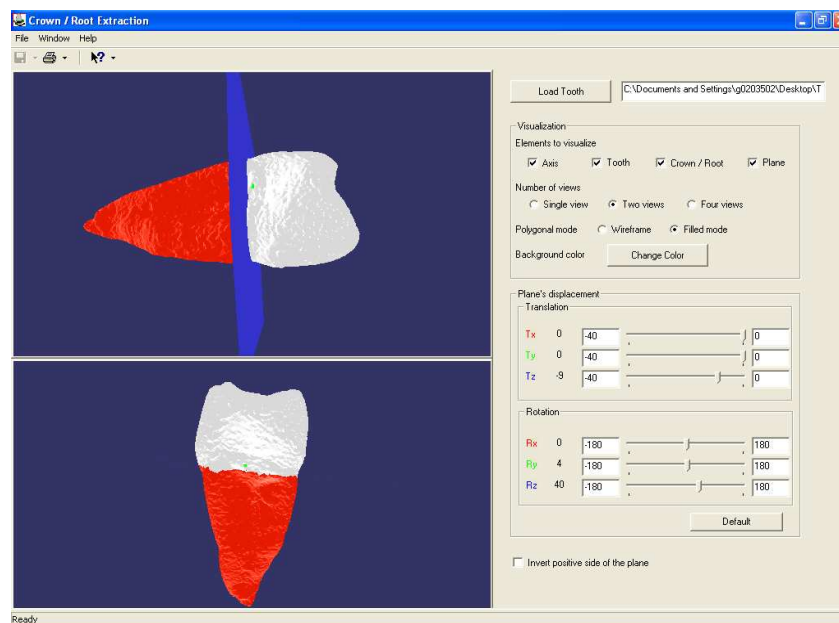 Crown / Root Extraction
File Window Help
Load Tooth C:\Documents and Settings\g0203502\Desktop\T
Visualization
Elements to visualize
Axis Tooth Crown / Root Plane
Number of views
Single view Two views Four views
Polygonal mode Wireframe Filled mode
Background color Change Color
Plane's displacement
Translation
Tx 0 -40 0
Ty 0 -40 0
Tz -9 -40 0
Rotation
Rx 0 -180 180
Ry 4 -180 180
Rz 40 -180 180
Default
Invert positive side of the plane
Ready